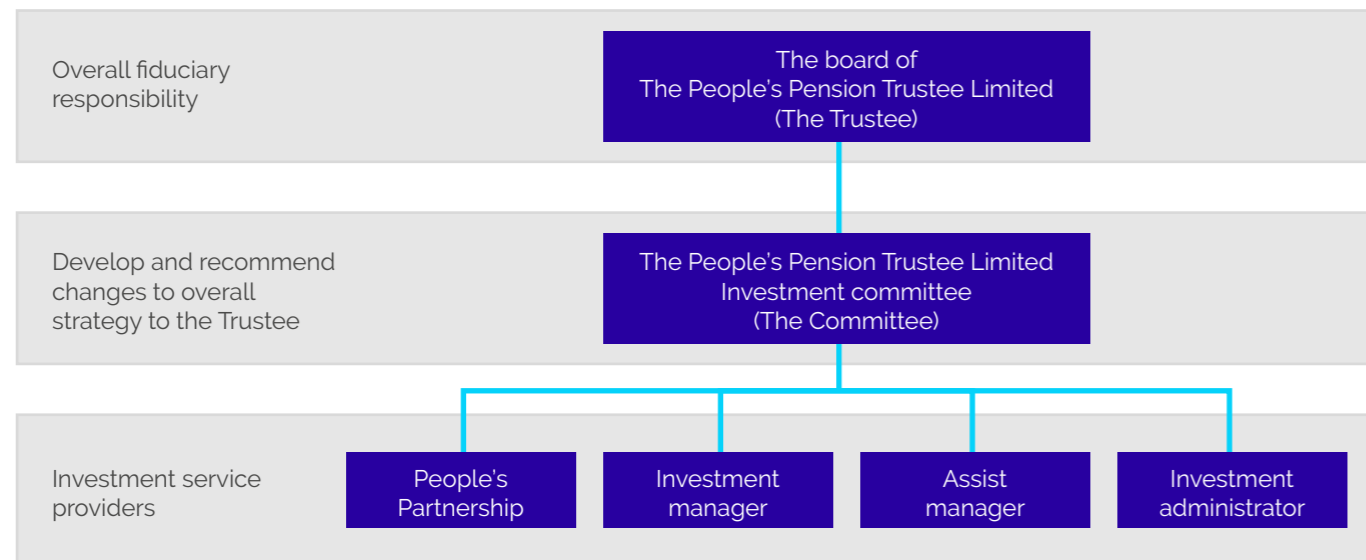 Overall fiduciary
responsibility
The board of
The People's Pension Trustee Limited
(The Trustee)
Develop and recommend
changes to overall
strategy to the Trustee
The People's Pension Trustee Limited
Investment committee
(The Committee)
Investment service
providers
People's
Partnership
Investment
manager
Assist
manager
Investment
administrator